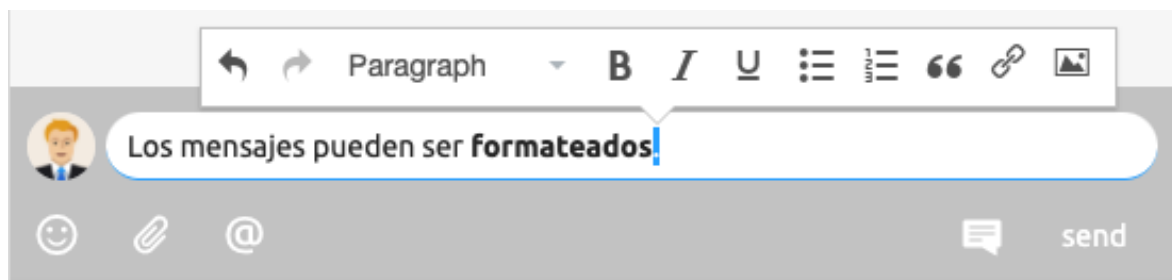 Paragraph B I U
Los mensajes pueden ser formateados.
@ send